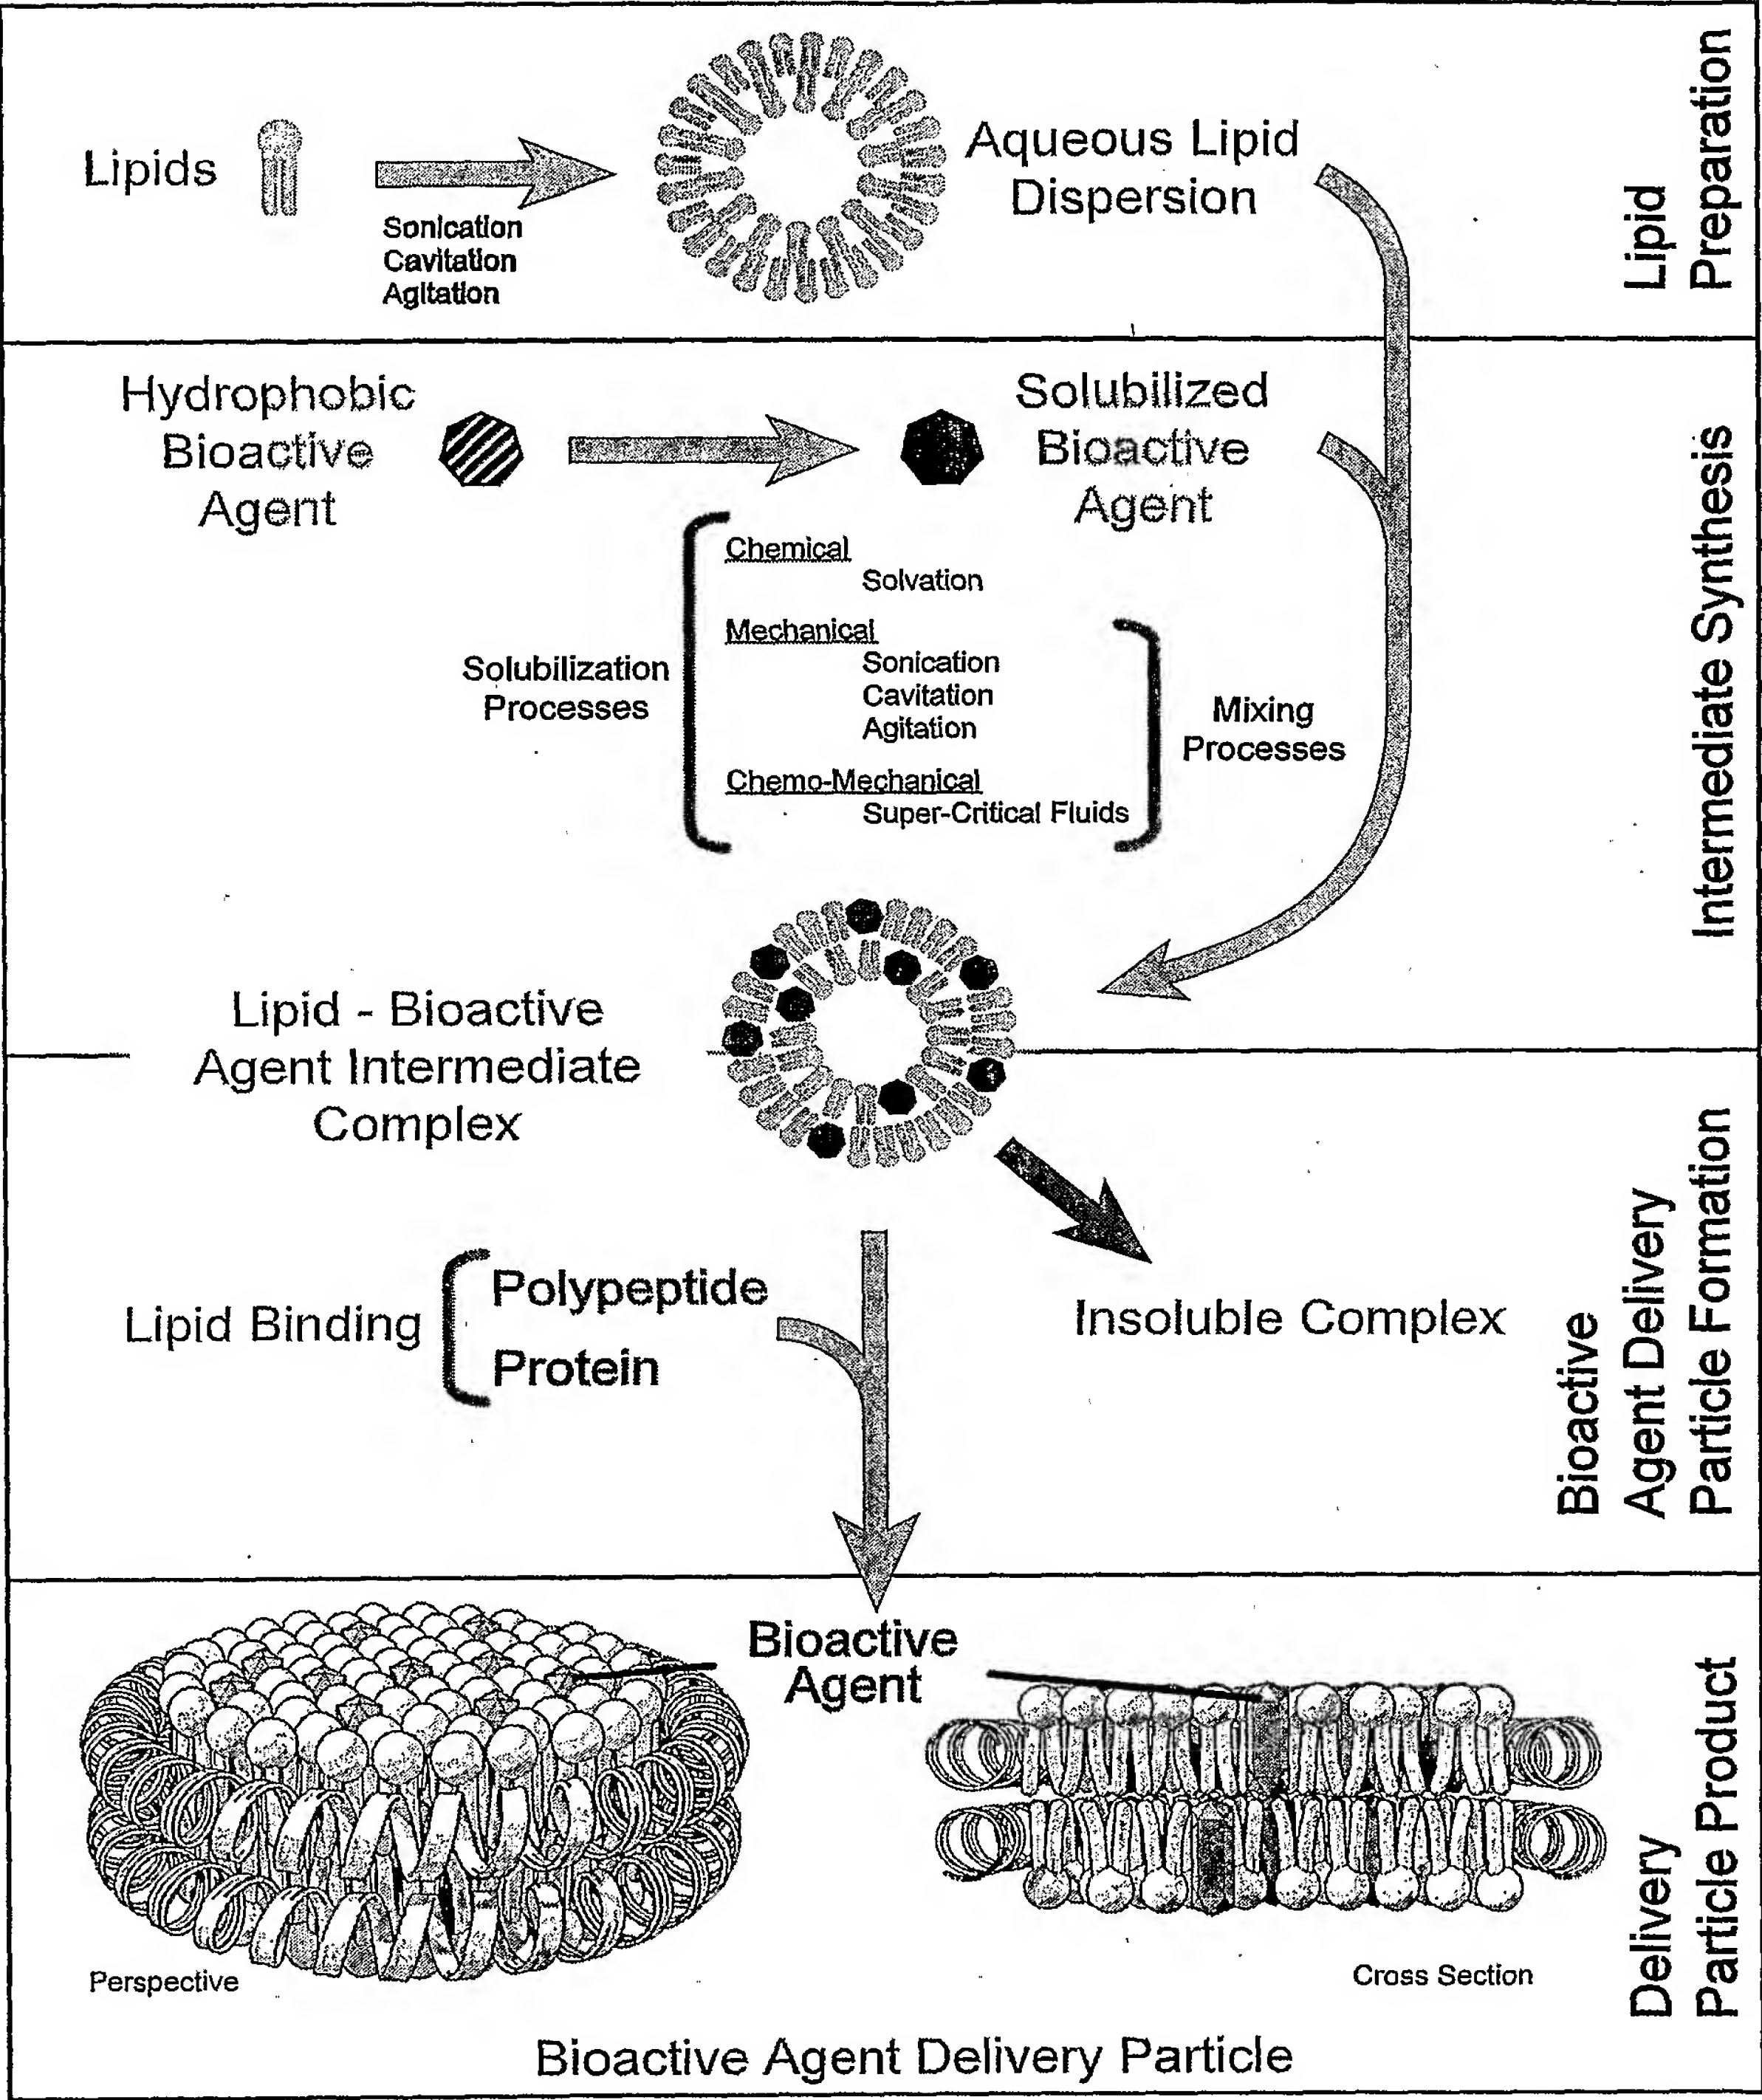 Lipids
Sonication
Cavitation
Agitation
Aqueous Lipid
Dispersion
Lipid
Preparation
Hydrophobic
Bioactive
Agent
Solubilized
Bioactive
Agent
Solubilization
Processes
Chemical
Solvation
Mechanical
Sonication
Cavitation
Agitation
Chemo-Mechanical
Super-Critical Fluids
Mixing
Processes
Intermediate Synthesis
Lipid - Bioactive
Agent Intermediate
Complex
Lipid Binding
Polypeptide
Protein
Insoluble Complex
Bioactive
Agent Delivery
Particle Formation
Bioactive
Agent
Perspective
Cross Section
Delivery
Particle Product
Bioactive Agent Delivery Particle